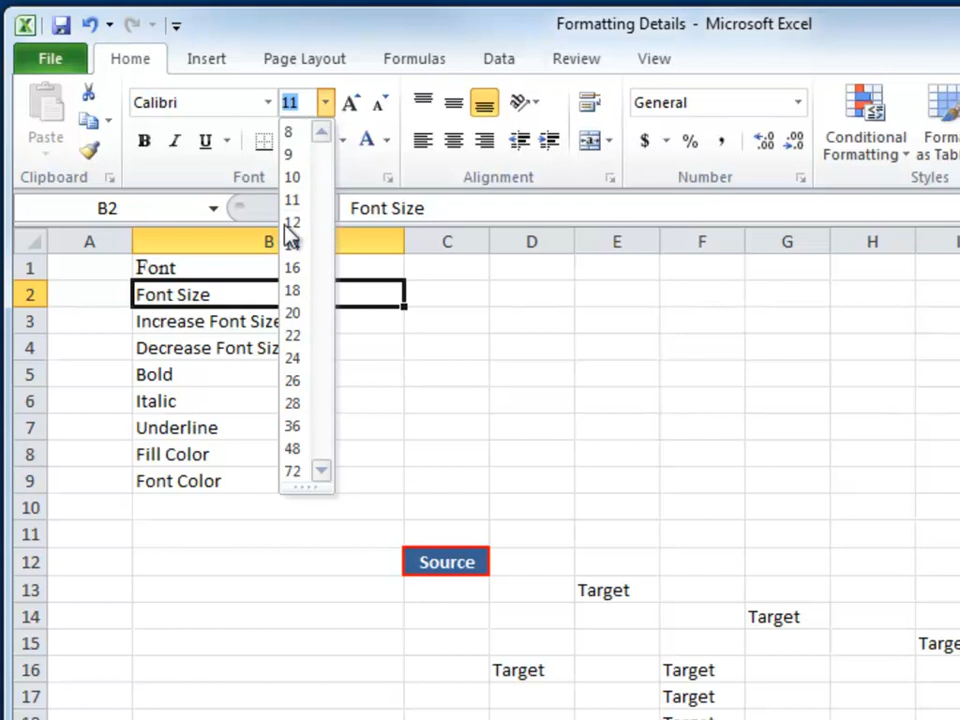 Formatting Details - Microsoft Excel
File Home Insert Page Layout Formulas Data Review View
Calibri 11 General
Paste B I U A $ % , Conditional Formatting
Clipboard Font Alignment Number Styles
B2 Font Size
8
9
10
11
12
16
18
20
22
24
26
28
36
48
72
A B C D E F G H
1 Font
2 Font Size
3 Increase Font Size
4 Decrease Font Siz
5 Bold
6 Italic
7 Underline
8 Fill Color
9 Font Color
10
11
12 Source
13 Target
14 Target
15 Targe
16 Target Target
17 Target